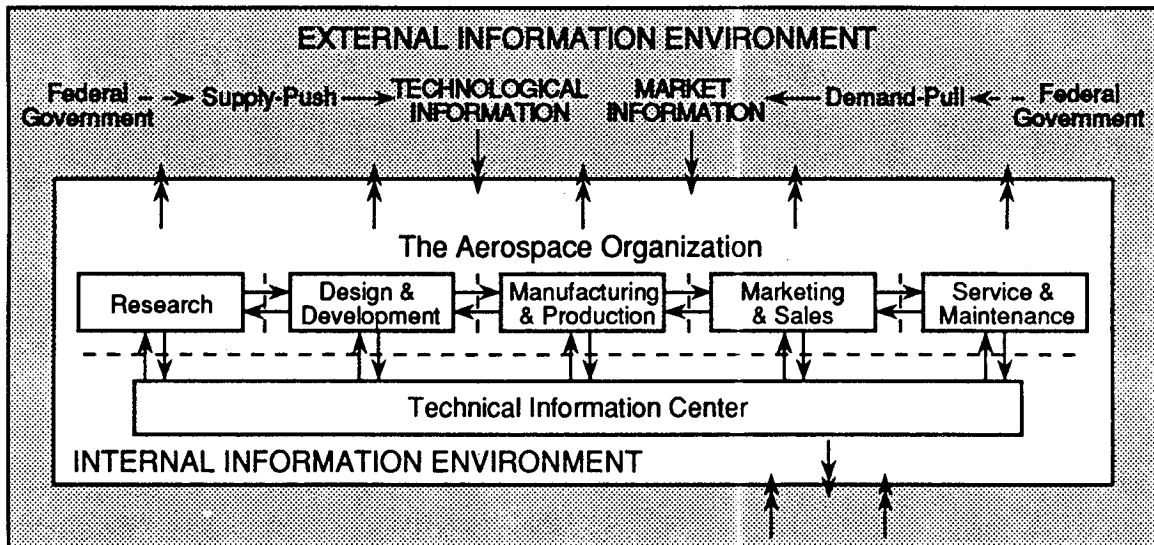 EXTERNAL INFORMATION ENVIRONMENT
Federal
Government
Supply-Push
TECHNOLOGICAL
INFORMATION
MARKET
INFORMATION
Demand-Pull
Federal
Government
The Aerospace Organization
Research
Design &
Development
Manufacturing
& Production
Marketing
& Sales
Service &
Maintenance
Technical Information Center
INTERNAL INFORMATION ENVIRONMENT